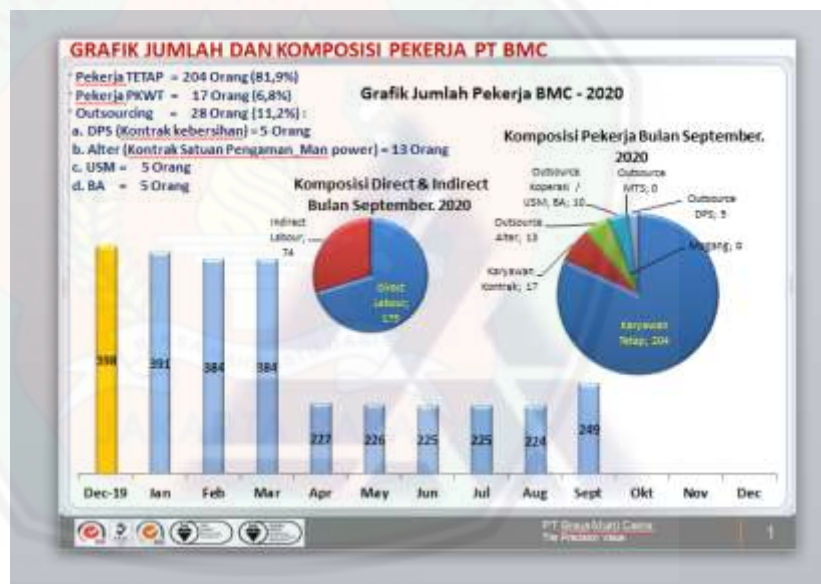 GRAFIK JUMLAH DAN KOMPOSISI PEKERJA PT BMC
Pekerja TETAP = 204 Orang (81,9%)
Pekerja PKWT = 17 Orang (6,8%)
Outsourcing = 28 Orang (11,2%) :
a. DPS (Kontrak kebersihan) = 5 Orang
b. Alter (Kontrak Satuan Pengaman_Man power) = 13 Orang
c. USM = 5 Orang
d. BA = 5 Orang
Grafik Jumlah Pekerja BMC - 2020
Komposisi Direct & Indirect
Bulan September. 2020
Indirect
Labour,
74
Direct
Labour;
175
Komposisi Pekerja Bulan September.
2020
Outsource
koperasi /
USM, BA; 10
Outsource
MTS; 0
Outsource
DPS; 5
Outsource
Alter; 13
Magang; 0
Karyawan
Kontrak; 17
Karyawan
Tetap; 204
398
391
384
384
227
226
225
225
224
249
Dec-19 Jan Feb Mar Apr May Jun Jul Aug Sept Okt Nov Dec
The Precision Value
1